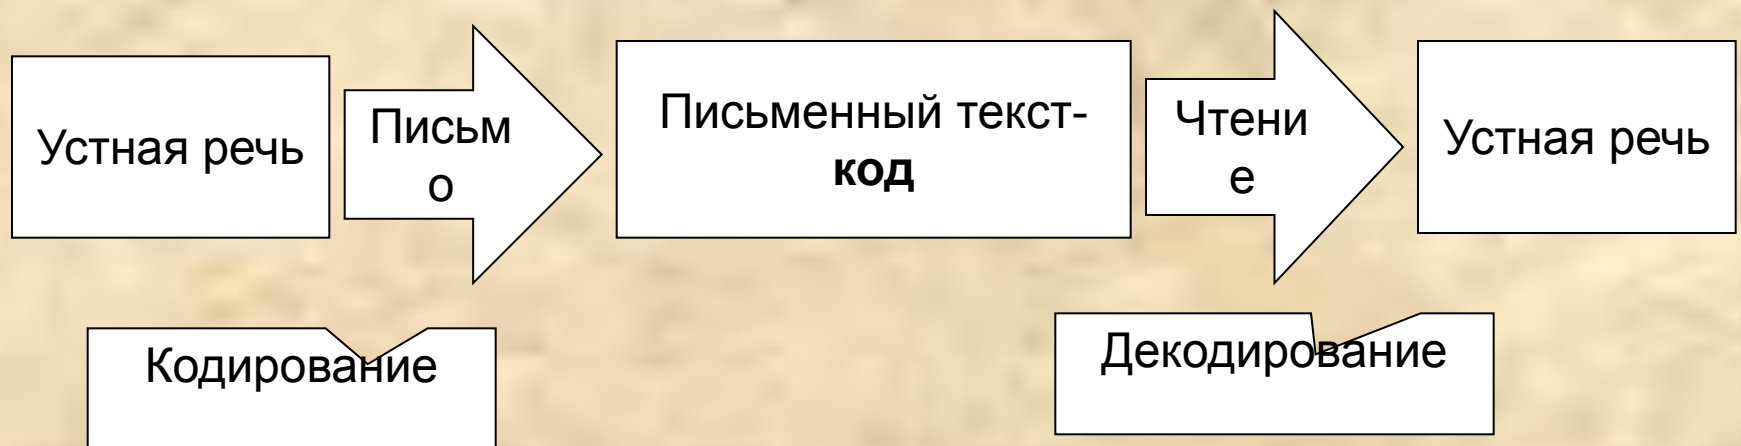 Устная речь
Письм
о
Письменный текст-
код
Чтени
е
Устная речь
Кодирование
Декодирование